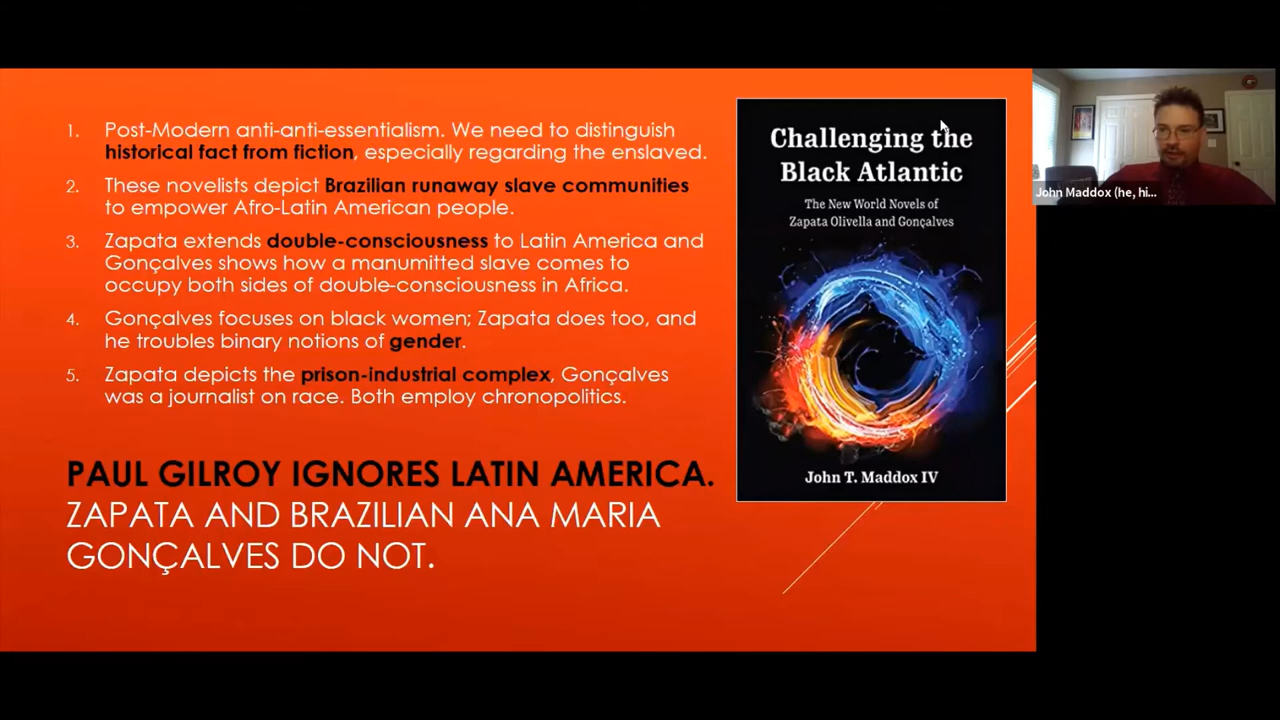 1. Post-Modern anti-anti-essentialism. We need to distinguish
historical fact from fiction, especially regarding the enslaved.
2. These novelists depict Brazilian runaway slave communities
to empower Afro-Latin American people.
3. Zapata extends double-consciousness to Latin America and
Gonçalves shows how a manumitted slave comes to
occupy both sides of double-consciousness in Africa.
4. Gonçalves focuses on black women; Zapata does too, and
he troubles binary notions of gender.
5. Zapata depicts the prison-industrial complex, Gonçalves
was a journalist on race. Both employ chronopolitics.
PAUL GILROY IGNORES LATIN AMERICA.
ZAPATA AND BRAZILIAN ANA MARIA
GONÇALVES DO NOT.
Challenging the
Black Atlantic
The New World Novels of
Zapata Olivella and Gonçalves
John T. Maddox IV
John Maddox (he, hi...